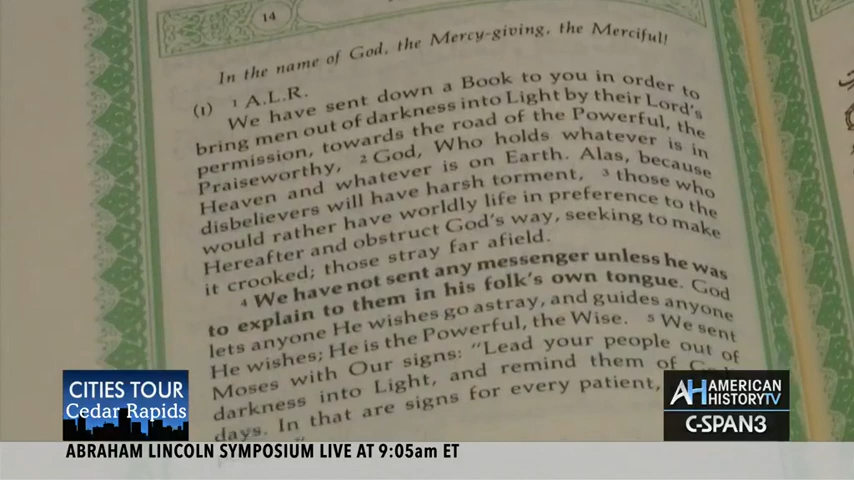 14
In the name of God, the Mercy-giving, the Merciful!
(1) 1 A.L.R.
We have sent down a Book to you in order to
bring men out of darkness into Light by their Lord's
permission, towards the road of the Powerful, the
Praiseworthy, 2 God, Who holds whatever is in
Heaven and whatever is on Earth. Alas, because
disbelievers will have harsh torment, 3 those who
would rather have worldly life in preference to the
Hereafter and obstruct God's way, seeking to make
it crooked; those stray far afield.
4 We have not sent any messenger unless he was
to explain to them in his folk's own tongue. God
lets anyone He wishes go astray, and guides anyone
He wishes; He is the Powerful, the Wise. 5 We sent
Moses with Our signs: "Lead your people out of
darkness into Light, and remind them of God's
days. In that are signs for every patient,
CITIES TOUR
Cedar Rapids
AH AMERICAN
HISTORY TV
C-SPAN3
ABRAHAM LINCOLN SYMPOSIUM LIVE AT 9:05am ET